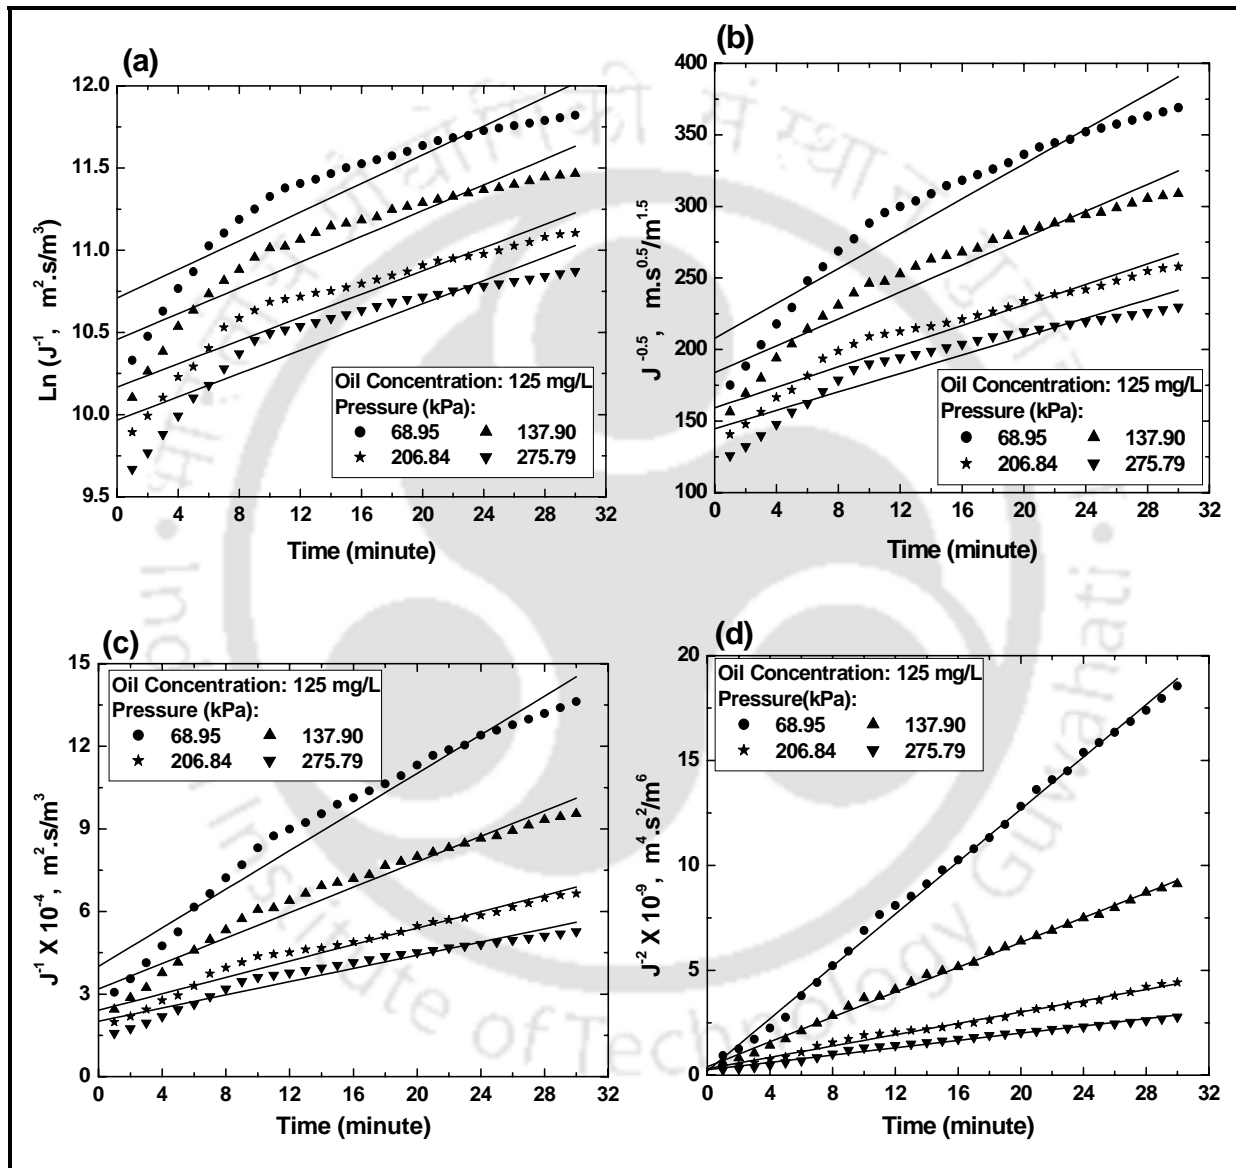 (a)
12.0
11.5
11.0
10.5
10.0
9.5
Ln (J⁻¹, m².s/m³)
Oil Concentration: 125 mg/L
Pressure (kPa):
68.95 137.90
206.84 275.79
0 4 8 12 16 20 24 28 32
Time (minute)
(b)
400
350
300
250
200
150
100
J⁻⁰·⁵, m.s⁰·⁵/m¹·⁵
Oil Concentration: 125 mg/L
Pressure (kPa):
68.95 137.90
206.84 275.79
0 4 8 12 16 20 24 28 32
Time (minute)
(c)
15
12
9
6
3
0
J⁻¹ X 10⁻⁴, m².s/m³
Oil Concentration: 125 mg/L
Pressure (kPa):
68.95 137.90
206.84 275.79
0 4 8 12 16 20 24 28 32
Time (minute)
(d)
20
15
10
5
0
J⁻² X 10⁻⁹, m⁴.s²/m⁶
Oil Concentration: 125 mg/L
Pressure(kPa):
68.95 137.90
206.84 275.79
0 4 8 12 16 20 24 28 32
Time (minute)
Institute of Technology Guwahati